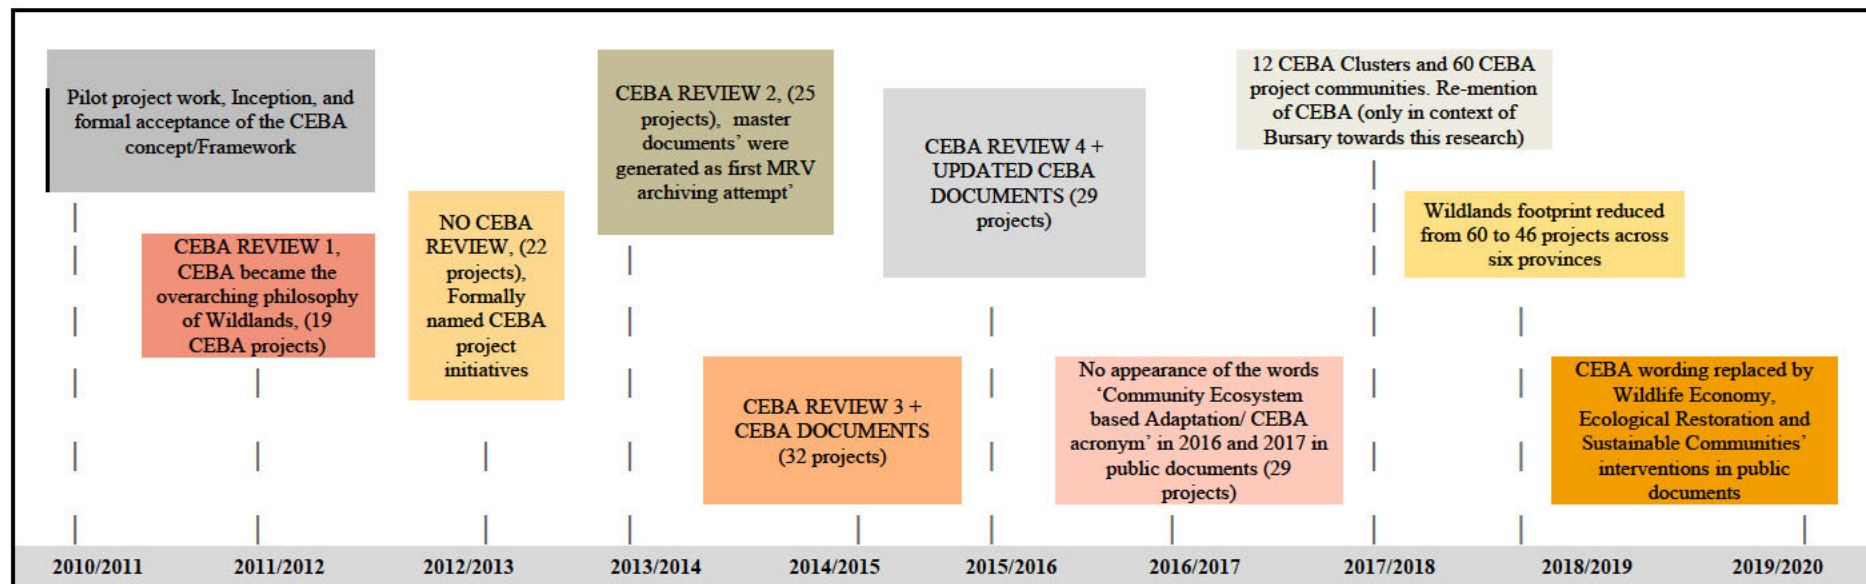 Pilot project work, Inception, and
formal acceptance of the CEBA
concept/Framework
CEBA REVIEW 1,
CEBA became the
overarching philosophy
of Wildlands, (19
CEBA projects)
NO CEBA
REVIEW, (22
projects),
Formally
named CEBA
project
initiatives
CEBA REVIEW 2, (25
projects), master
documents’ were
generated as first MRV
archiving attempt’
CEBA REVIEW 3 +
CEBA DOCUMENTS
(32 projects)
CEBA REVIEW 4 +
UPDATED CEBA
DOCUMENTS (29
projects)
No appearance of the words
‘Community Ecosystem
based Adaptation/ CEBA
acronym’ in 2016 and 2017 in
public documents (29
projects)
12 CEBA Clusters and 60 CEBA
project communities. Re-mention
of CEBA (only in context of
Bursary towards this research)
Wildlands footprint reduced
from 60 to 46 projects across
six provinces
CEBA wording replaced by
Wildlife Economy,
Ecological Restoration and
Sustainable Communities’
interventions in public
documents
2010/2011 2011/2012 2012/2013 2013/2014 2014/2015 2015/2016 2016/2017 2017/2018 2018/2019 2019/2020